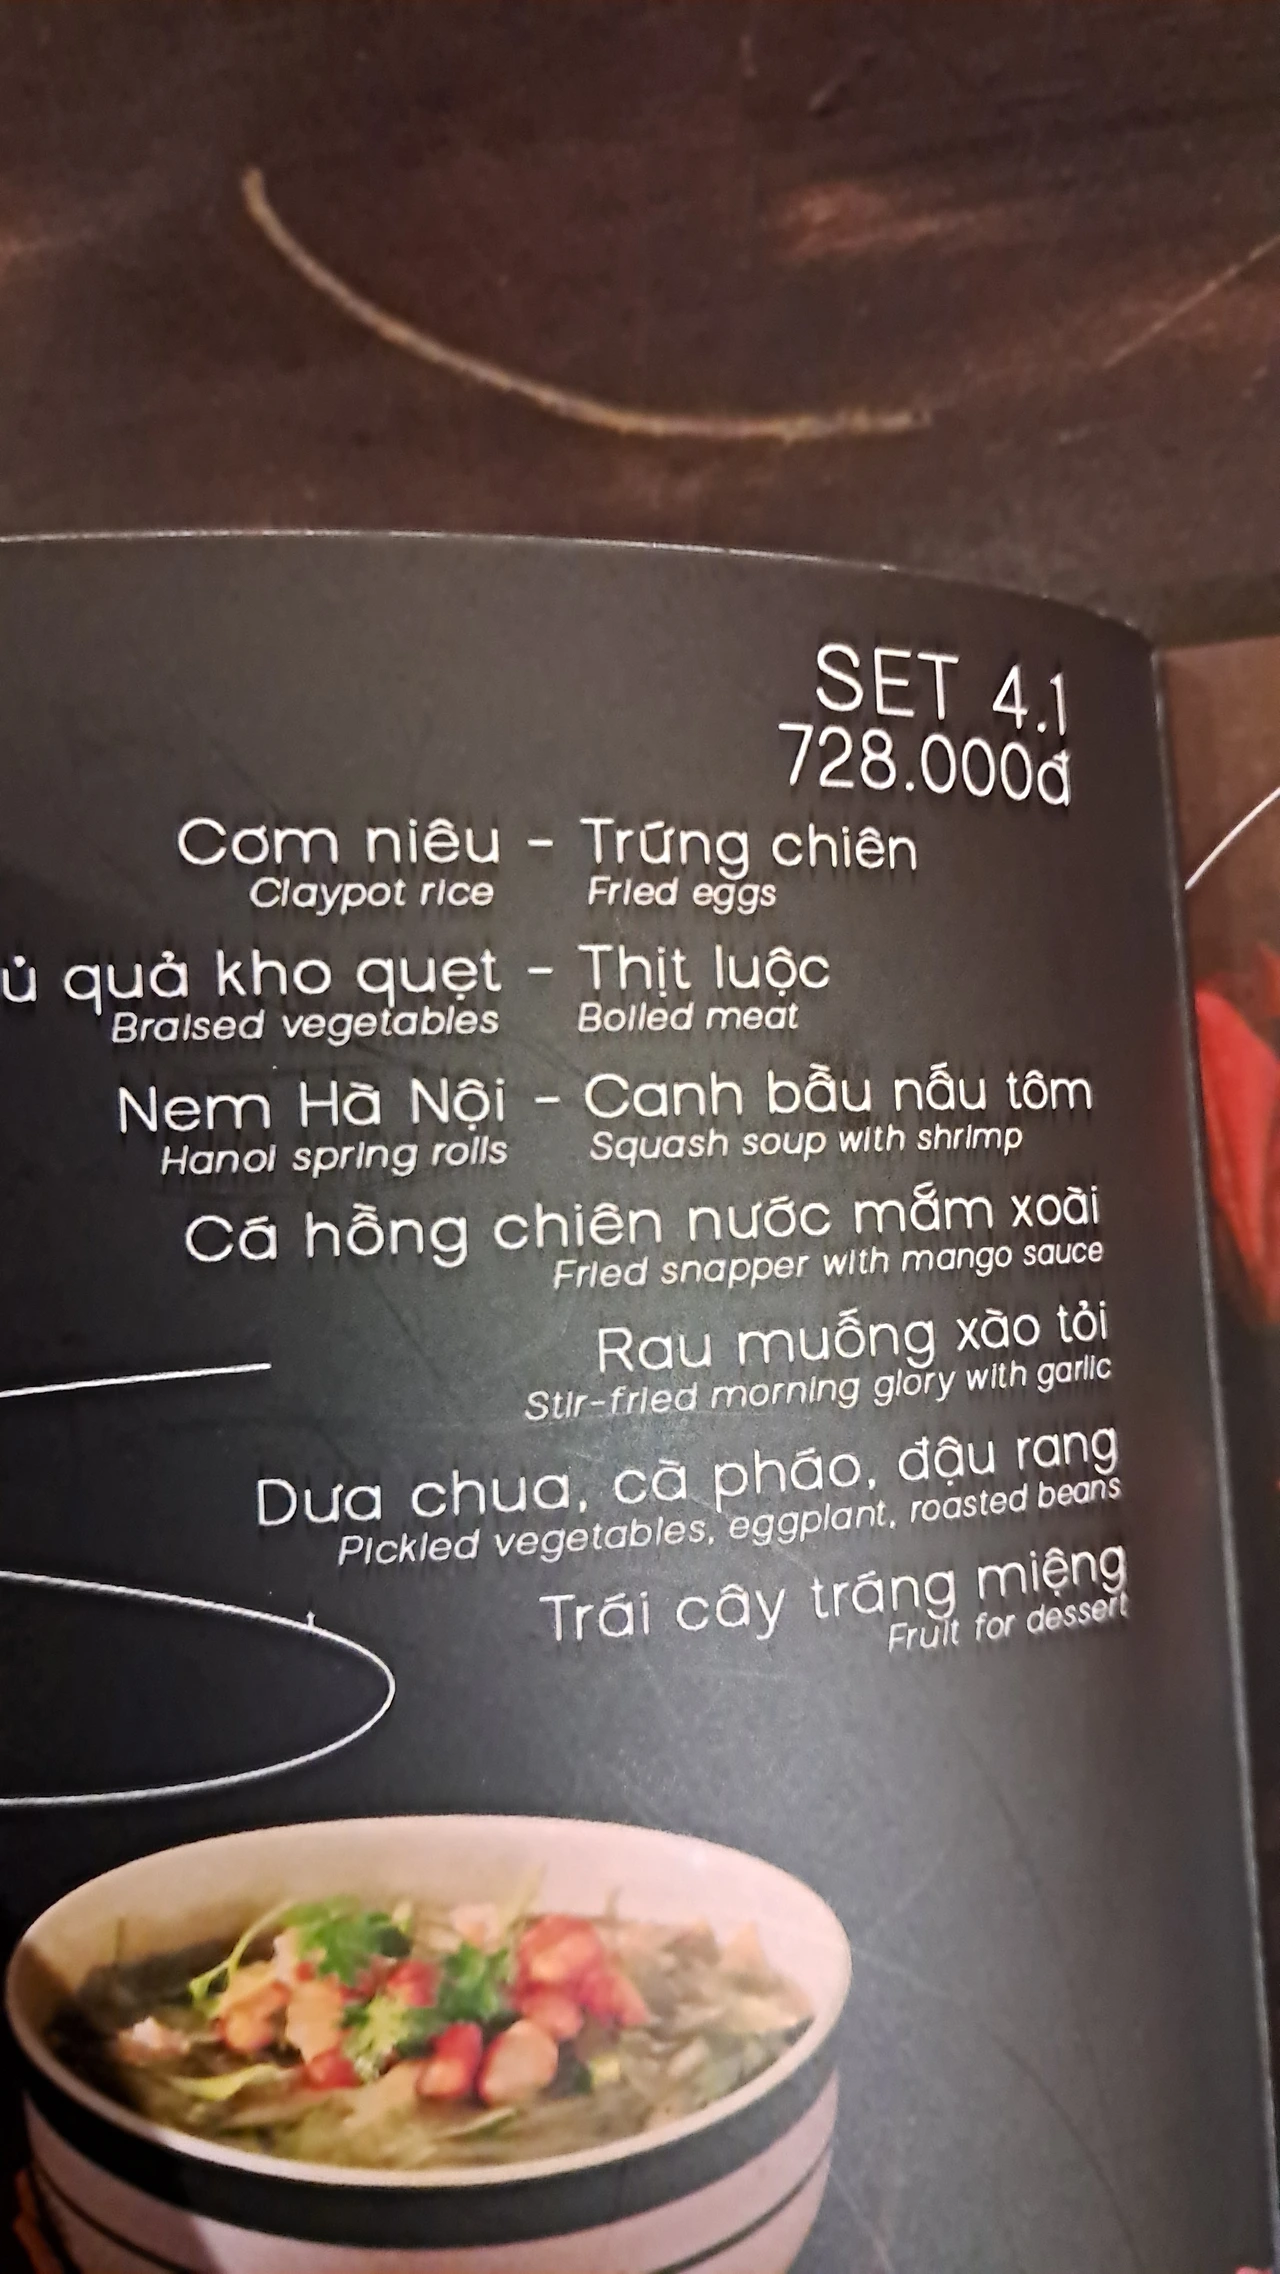 SET 4.1
728.000đ
Cơm niêu - Trứng chiên
Claypot rice Fried eggs
quả kho quẹt - Thịt luộc
Braised vegetables Boiled meat
Nem Hà Nội - Canh bầu nấu tôm
Hanoi spring rolls Squash soup with shrimp
Cá hồng chiên nước mắm xoài
Fried snapper with mango sauce
Rau muống xào tỏi
Stir-fried morning glory with garlic
Dưa chua, cà pháo, đậu rang
Pickled vegetables, eggplant, roasted beans
Trái cây tráng miệng
Fruit for dessert